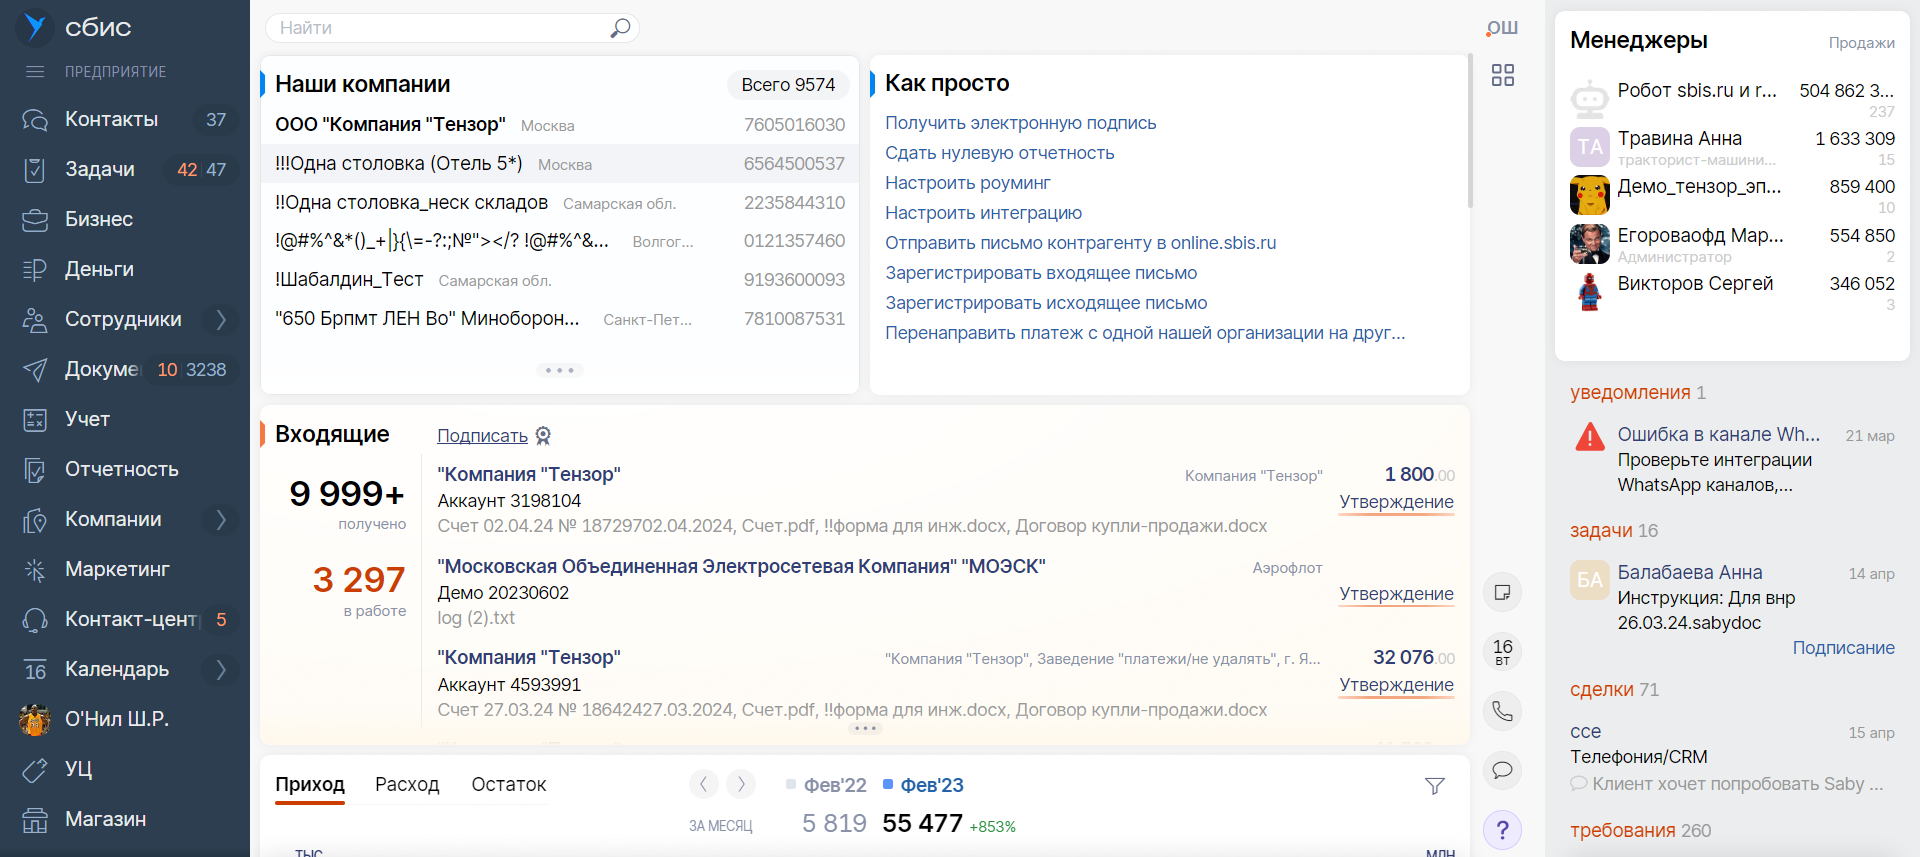 сбис
ПРЕДПРИЯТИЕ
Контакты 37
Задачи 42 47
Бизнес
Деньги
Сотрудники
Докуме 10 3238
Учет
Отчетность
Компании
Маркетинг
Контакт-цент 5
16 Календарь
О'Нил Ш.Р.
УЦ
Магазин
Найти
Наши компании Всего 9574
ООО "Компания "Тензор" Москва 7605016030
!!!Одна столовка (Отель 5*) Москва 6564500537
!!Одна столовка_неск складов Самарская обл. 2235844310
!@#%^&*()_+|}{\=-?:;№"></? !@#%^&... Волгог... 0121357460
!Шабалдин_Тест Самарская обл. 9193600093
"650 Брпмт ЛЕН Во" Миноборон... Санкт-Пет... 7810087531
Как просто
Получить электронную подпись
Сдать нулевую отчетность
Настроить роуминг
Настроить интеграцию
Отправить письмо контрагенту в online.sbis.ru
Зарегистрировать входящее письмо
Зарегистрировать исходящее письмо
Перенаправить платеж с одной нашей организации на друг...
Входящие Подписать
9 999+
получено
3 297
в работе
"Компания "Тензор" Компания "Тензор" 1 800.00
Аккаунт 3198104 Утверждение
Счет 02.04.24 № 18729702.04.2024, Счет.pdf, !!форма для инж.docx, Договор купли-продажи.docx
"Московская Объединенная Электросетевая Компания" "МОЭСК" Аэрофлот
Демо 20230602 Утверждение
log (2).txt
"Компания "Тензор" "Компания "Тензор", Заведение "платежи/не удалять", г. Я... 32 076.00
Аккаунт 4593991 Утверждение
Счет 27.03.24 № 18642427.03.2024, Счет.pdf, !!форма для инж.docx, Договор купли-продажи.docx
Приход Расход Остаток Фев'22 Фев'23
ЗА МЕСЯЦ 5 819 55 477 +853%
тыс млн
ОШ
16
ВТ
?
Менеджеры Продажи
Робот sbis.ru и r... 504 862 3...
237
ТА Травина Анна 1 633 309
тракторист-машини... 15
Демо_тензор_эп... 859 400
10
Егороваофд Мар... 554 850
Администратор 2
Викторов Сергей 346 052
3
уведомления 1
Ошибка в канале Wh... 21 мар
Проверьте интеграции
WhatsApp каналов,...
задачи 16
БА Балабаева Анна 14 апр
Инструкция: Для внр
26.03.24.sabydoc
Подписание
сделки 71
ссе 15 апр
Телефония/CRM
Клиент хочет попробовать Saby ...
требования 260